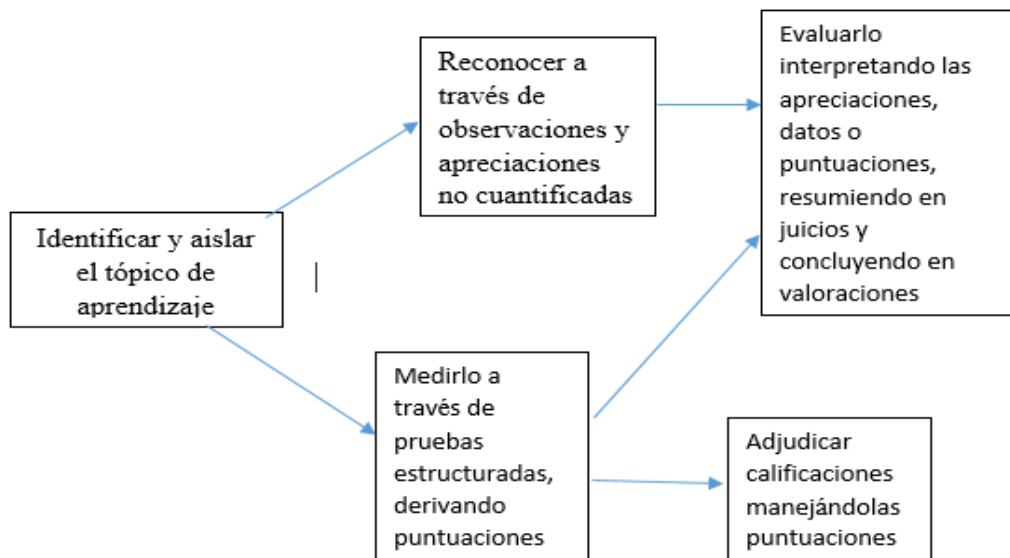 Identificar y aislar
el tópico de
aprendizaje
Reconocer a
través de
observaciones y
apreciaciones
no cuantificadas
Evaluarlo
interpretando las
apreciaciones,
datos o
puntuaciones,
resumiendo en
juicios y
concluyendo en
valoraciones
Medirlo a
través de
pruebas
estructuradas,
derivando
puntuaciones
Adjudicar
calificaciones
manejándolas
puntuaciones